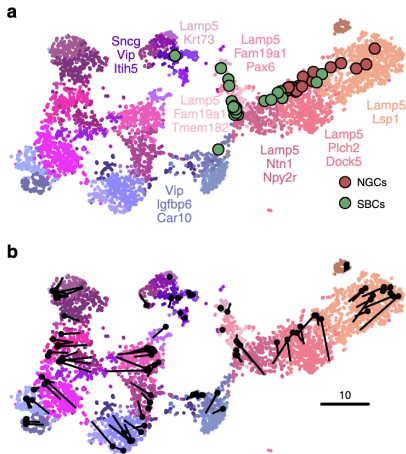 a
Lamp5
Krt73
Sncg
Vip
Itih5
Lamp5
Fam19a1
Pax6
Lamp5
Fam19a1
Tmem182
Lamp5
Lsp1
Lamp5
Plch2
Dock5
Lamp5
Ntn1
Npy2r
Vip
Igfbp6
Car10
NGCs
SBCs
b
10